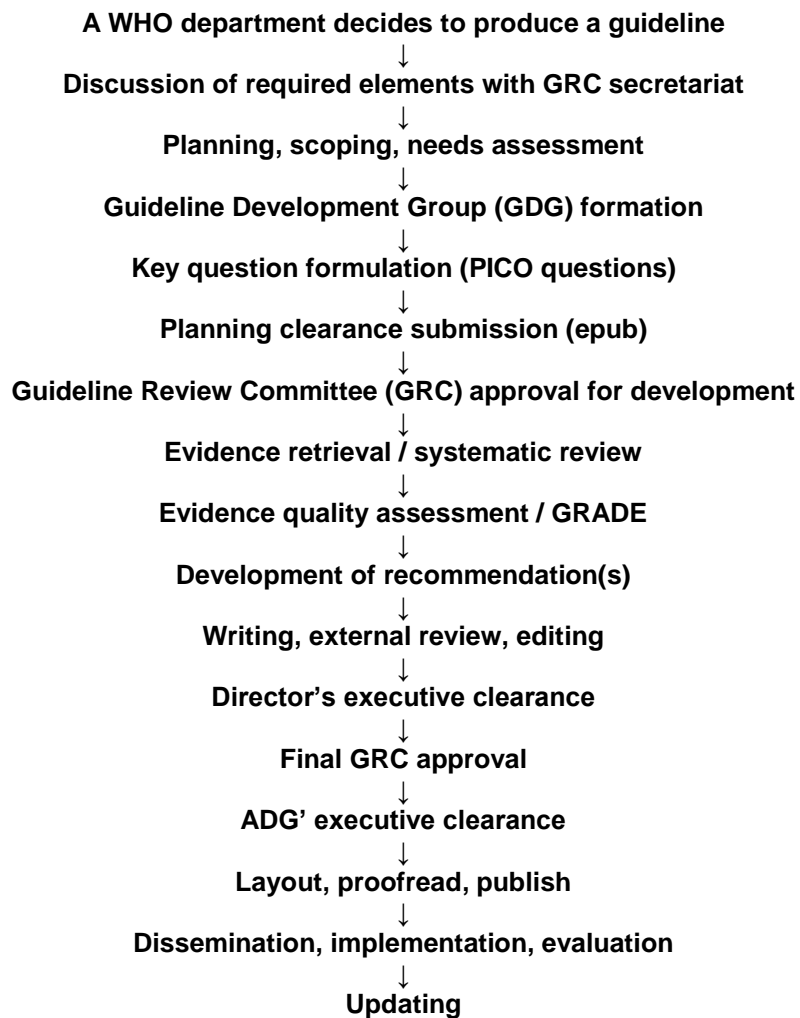 A WHO department decides to produce a guideline
↓
Discussion of required elements with GRC secretariat
↓
Planning, scoping, needs assessment
↓
Guideline Development Group (GDG) formation
↓
Key question formulation (PICO questions)
↓
Planning clearance submission (epub)
↓
Guideline Review Committee (GRC) approval for development
↓
Evidence retrieval / systematic review
↓
Evidence quality assessment / GRADE
↓
Development of recommendation(s)
↓
Writing, external review, editing
↓
Director’s executive clearance
↓
Final GRC approval
↓
ADG’ executive clearance
↓
Layout, proofread, publish
↓
Dissemination, implementation, evaluation
↓
Updating